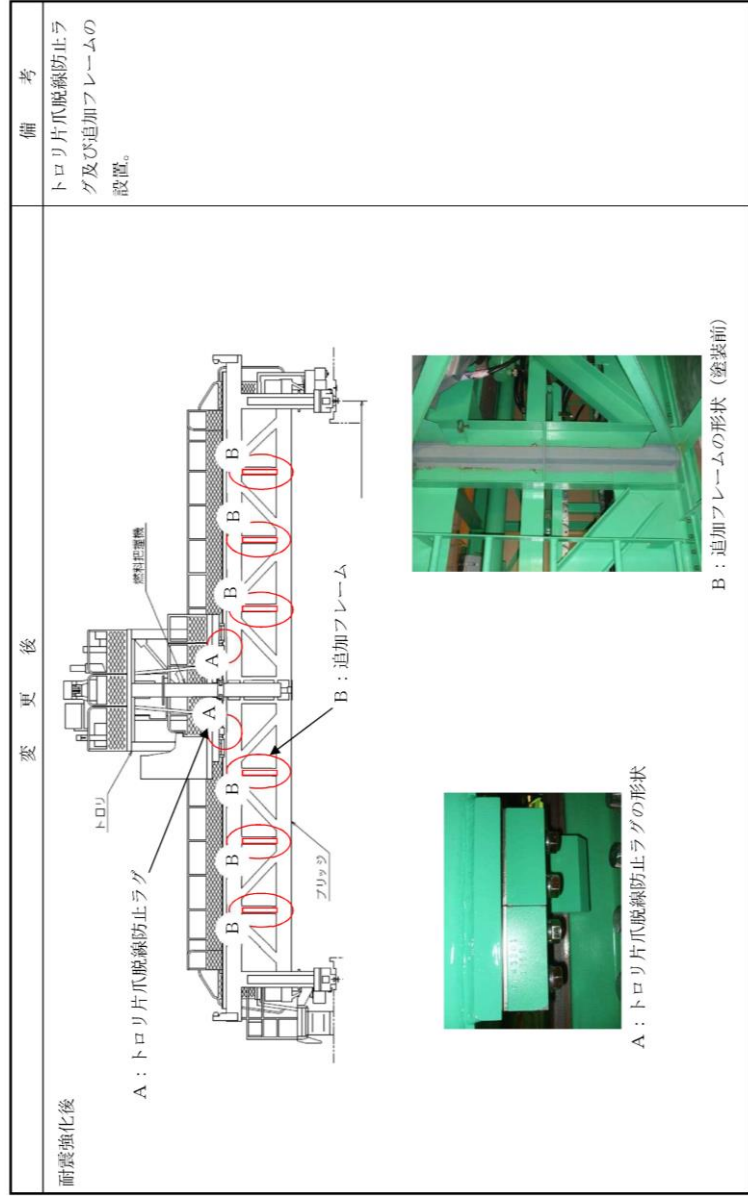 変更後
備考
耐震強化後
トロリ片爪脱線防止ラ
グ及び追加フレームの
設置。
A：トロリ片爪脱線防止ラグ
トロリ
燃料把握機
A
A
B
B
B
B
B
B
ブリッジ
B：追加フレーム
A：トロリ片爪脱線防止ラグの形状
B：追加フレームの形状（塗装前）